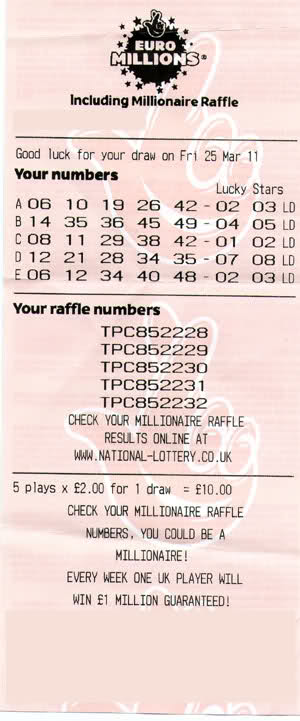 EURO
MILLIONS®
Including Millionaire Raffle
Good luck for your draw on Fri 25 Mar 11
Your numbers
Lucky Stars
A 06 10 19 26 42 - 02 03 LD
B 14 35 36 45 49 - 04 05 LD
C 08 11 29 38 42 - 01 02 LD
D 12 21 28 34 35 - 07 08 LD
E 06 12 34 40 48 - 02 03 LD
Your raffle numbers
TPC852228
TPC852229
TPC852230
TPC852231
TPC852232
CHECK YOUR MILLIONAIRE RAFFLE
RESULTS ONLINE AT
WWW.NATIONAL-LOTTERY.CO.UK
5 plays x £2.00 for 1 draw = £10.00
CHECK YOUR MILLIONAIRE RAFFLE
NUMBERS, YOU COULD BE A
MILLIONAIRE!
EVERY WEEK ONE UK PLAYER WILL
WIN £1 MILLION GUARANTEED!